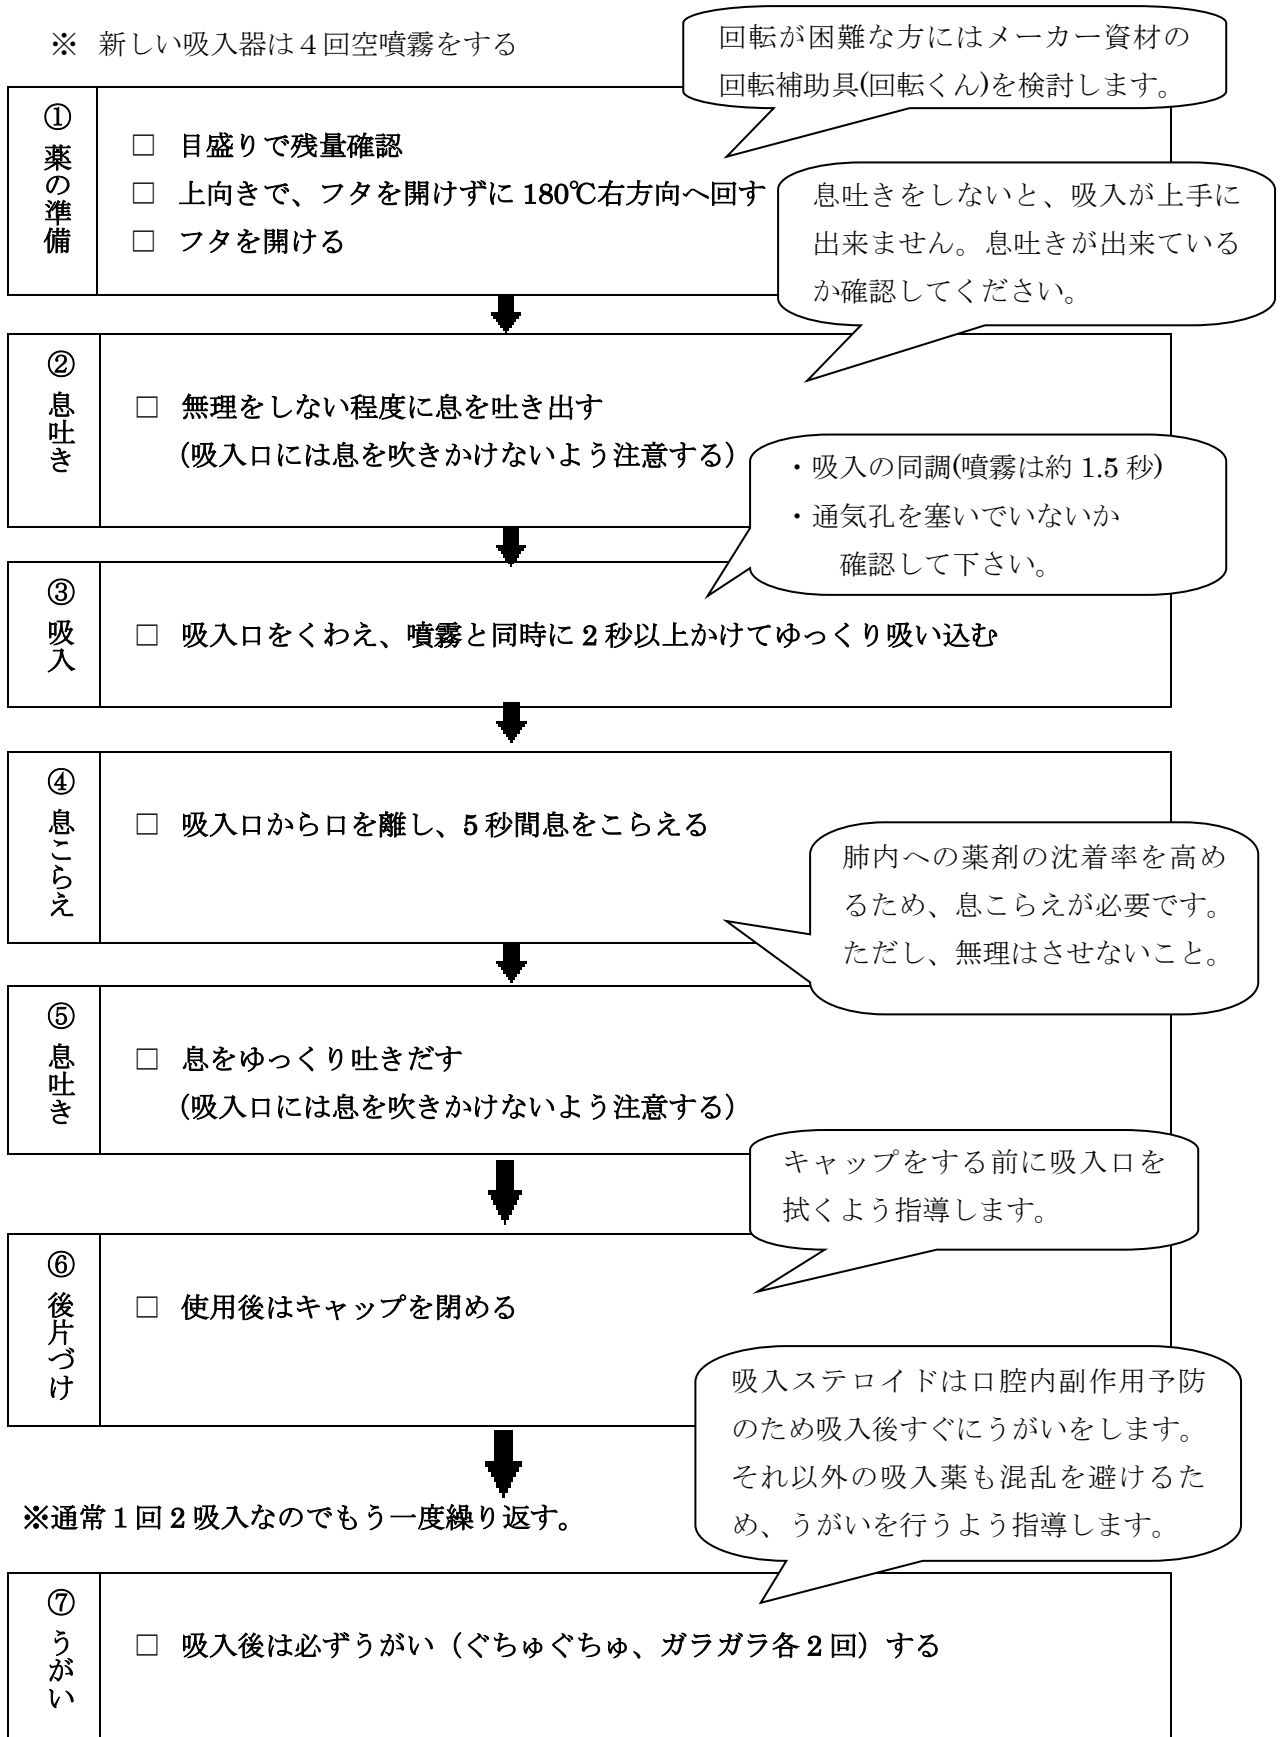 ※ 新しい吸入器は４回空噴霧をする
回転が困難な方にはメーカー資材の
回転補助具(回転くん)を検討します。
① 薬の準備
□ 目盛りで残量確認
□ 上向きで、フタを開けずに 180℃右方向へ回す
□ フタを開ける
息吐きをしないと、吸入が上手に
出来ません。息吐きが出来ている
か確認してください。
② 息吐き
□ 無理をしない程度に息を吐き出す
（吸入口には息を吹きかけないよう注意する）
・吸入の同調(噴霧は約 1.5 秒)
・通気孔を塞いでいないか
確認して下さい。
③ 吸入
□ 吸入口をくわえ、噴霧と同時に 2 秒以上かけてゆっくり吸い込む
④ 息こらえ
□ 吸入口から口を離し、5 秒間息をこらえる
肺内への薬剤の沈着率を高め
るため、息こらえが必要です。
ただし、無理はさせないこと。
⑤ 息吐き
□ 息をゆっくり吐きだす
（吸入口には息を吹きかけないよう注意する）
キャップをする前に吸入口を
拭くよう指導します。
⑥ 後片づけ
□ 使用後はキャップを閉める
吸入ステロイドは口腔内副作用予防
のため吸入後すぐにうがいをします。
それ以外の吸入薬も混乱を避けるた
め、うがいを行うよう指導します。
※通常１回２吸入なのでもう一度繰り返す。
⑦ うがい
□ 吸入後は必ずうがい（ぐちゅぐちゅ、ガラガラ各 2 回）する